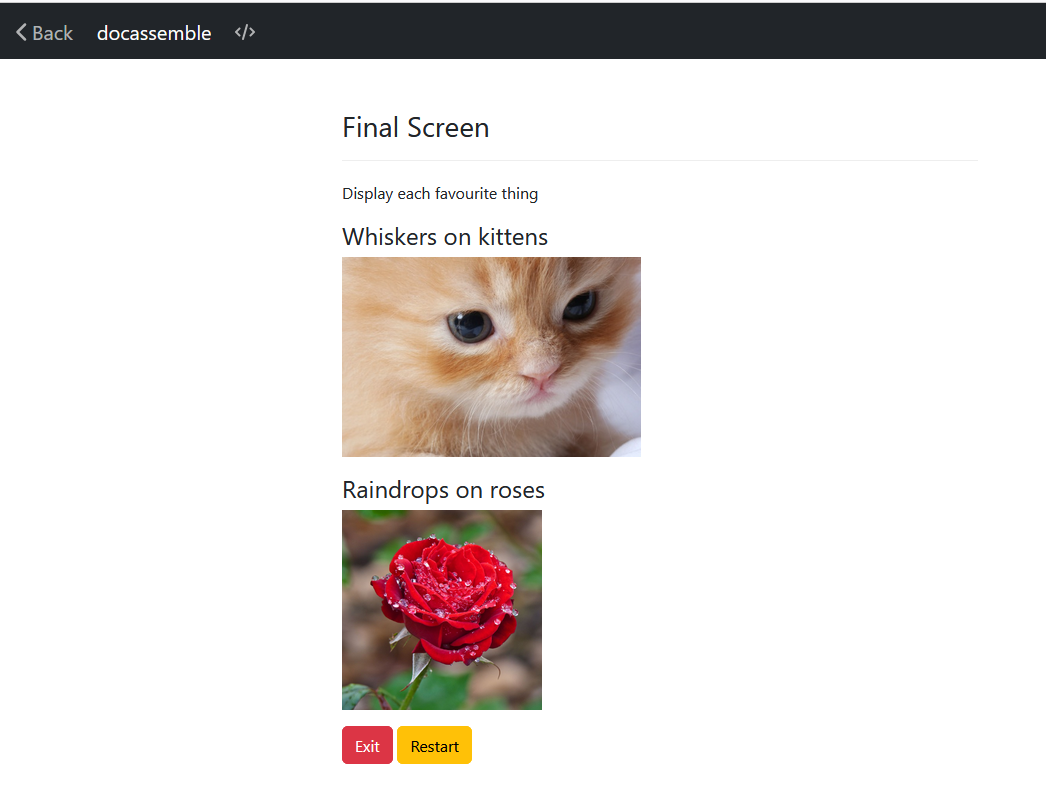 Back docassemble </>
Final Screen
Display each favourite thing
Whiskers on kittens
Raindrops on roses
Exit Restart